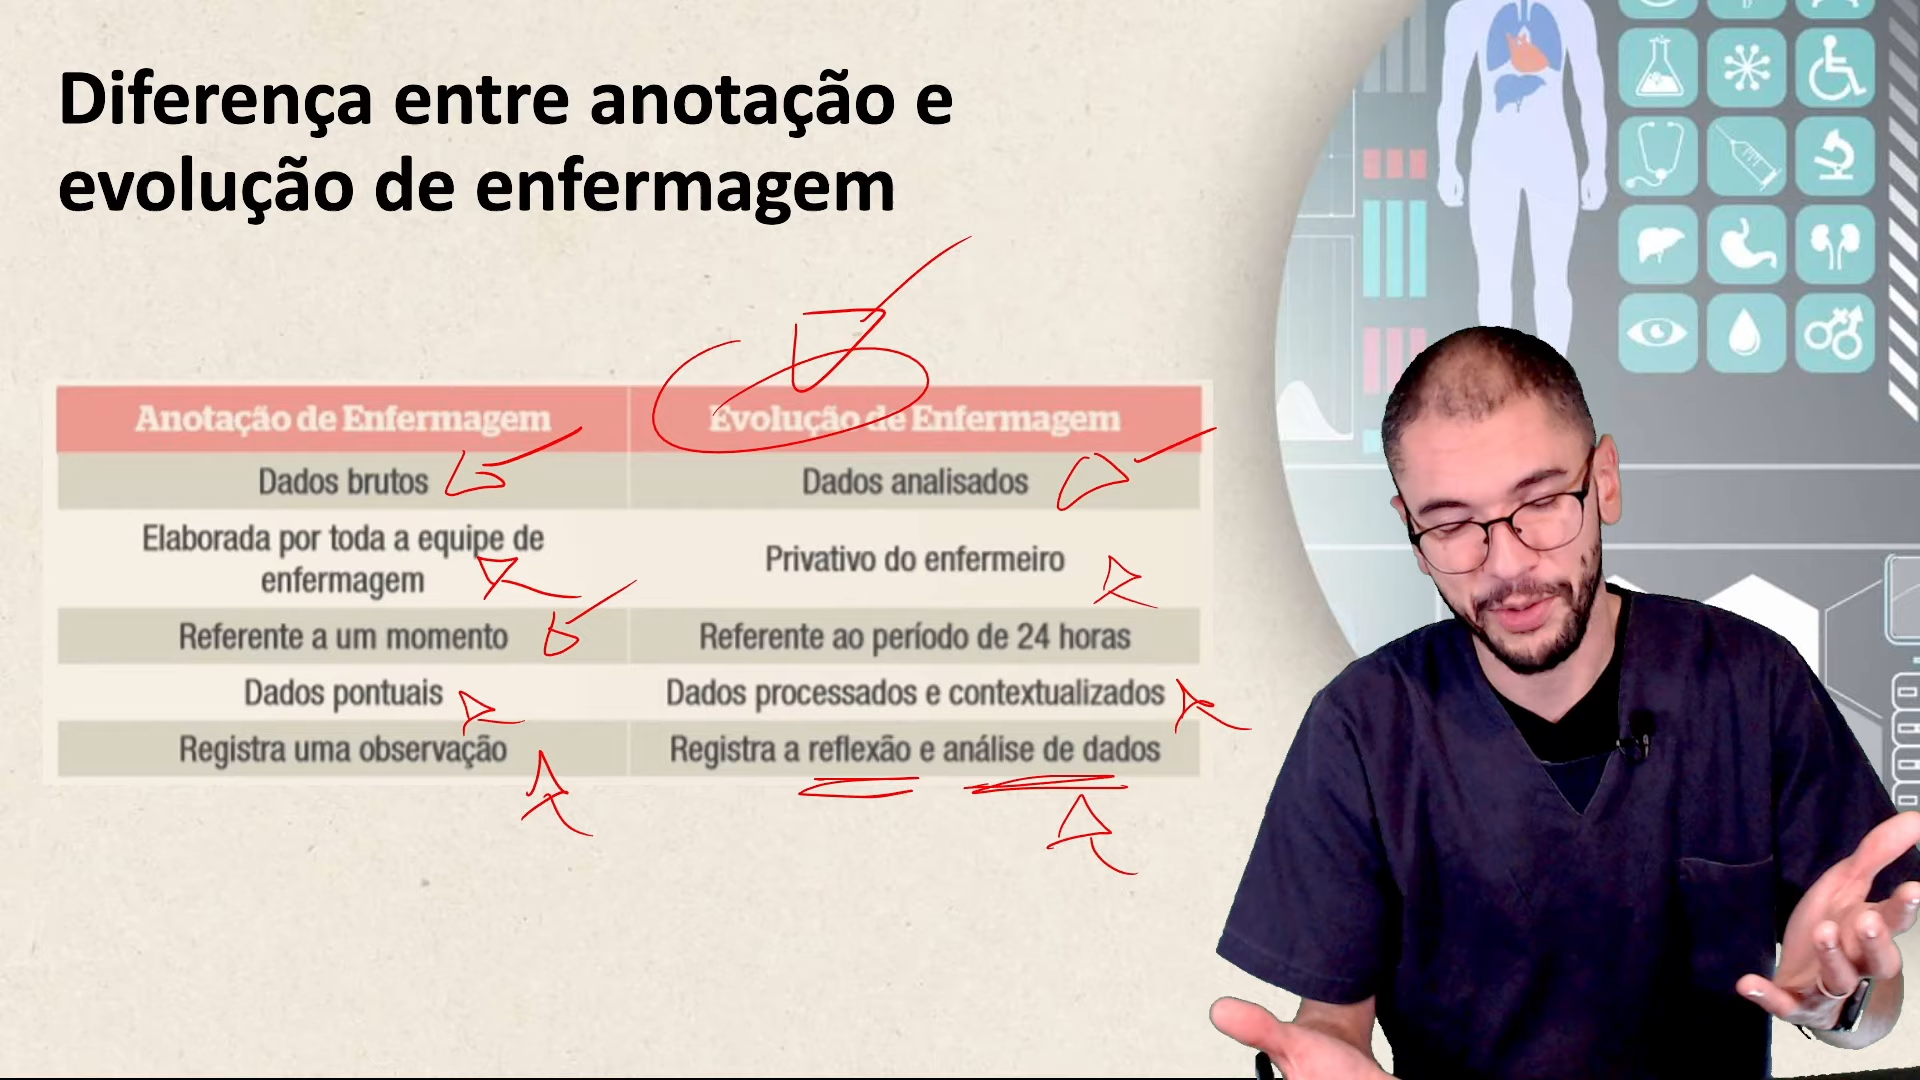 Diferença entre anotação e
evolução de enfermagem
Anotação de Enfermagem
Evolução de Enfermagem
Dados brutos
Dados analisados
Elaborada por toda a equipe de
enfermagem
Privativo do enfermeiro
Referente a um momento
Referente ao período de 24 horas
Dados pontuais
Dados processados e contextualizados
Registra uma observação
Registra a reflexão e análise de dados